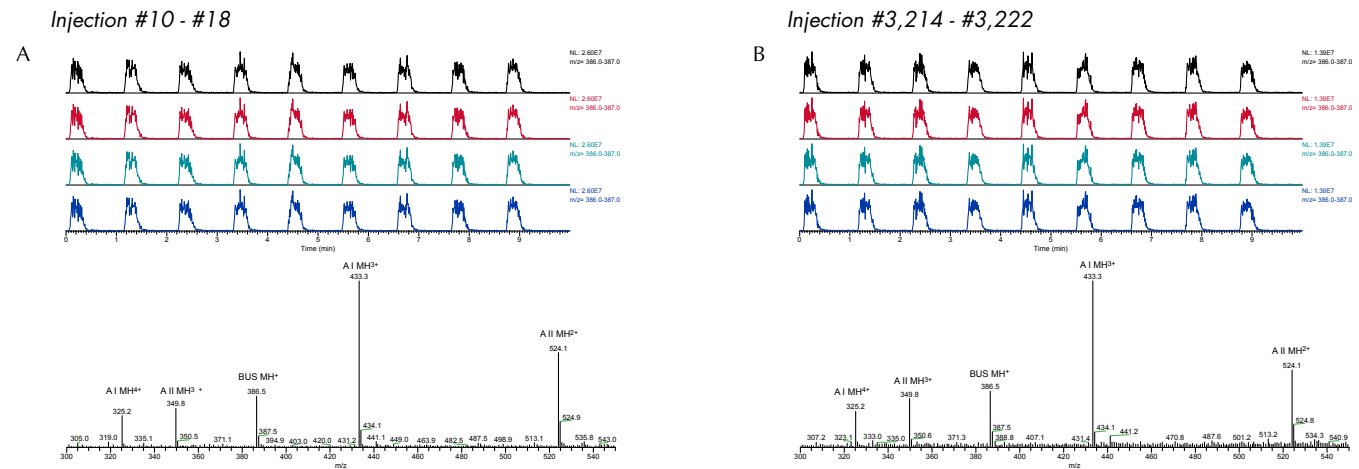 Injection #10 - #18
A
NL: 2.60E7
m/z= 386.0-387.0
NL: 2.60E7
m/z= 386.0-387.0
NL: 2.60E7
m/z= 386.0-387.0
NL: 2.60E7
m/z= 386.0-387.0
0 1 2 3 4 5 6 7 8 9
Time (min)
A I MH3+
433.3
A II MH2+
524.1
BUS MH+
386.5
A I MH4+
325.2
A II MH3 +
349.8
305.0 319.0 335.1 350.5 371.1 387.5 394.9 403.0 420.0 431.2 434.1 441.1 449.0 463.9 482.5 487.5 498.9 513.1 524.9 535.8 543.0
300 320 340 360 380 400 420 440 460 480 500 520 540
m/z
Injection #3,214 - #3,222
B
NL: 1.39E7
m/z= 386.0-387.0
NL: 1.39E7
m/z= 386.0-387.0
NL: 1.39E7
m/z= 386.0-387.0
NL: 1.39E7
m/z= 386.0-387.0
0 1 2 3 4 5 6 7 8 9
Time (min)
A I MH3+
433.3
A II MH2+
524.1
BUS MH+
386.5
A I MH4+
325.2
A II MH3+
349.8
307.2 323.1 333.0 335.0 350.6 371.3 387.5 388.8 407.1 431.4 434.1 441.2 470.8 487.6 501.2 513.2 524.8 534.3 540.9
300 320 340 360 380 400 420 440 460 480 500 520 540
m/z